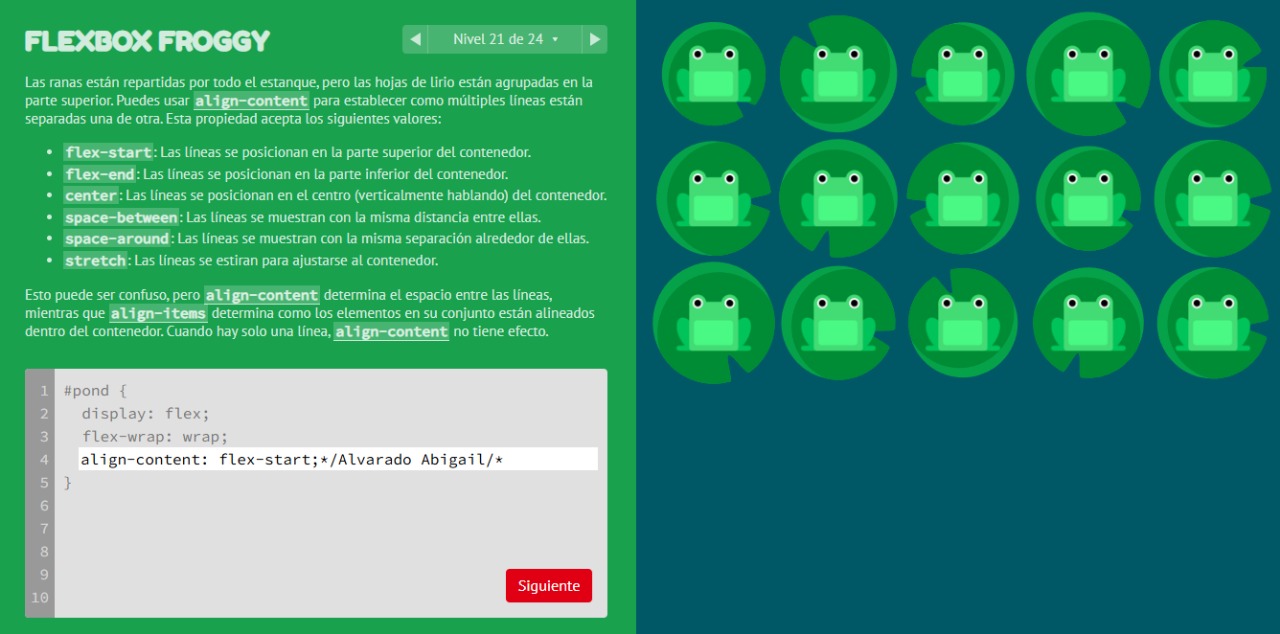 FLEXBOX FROGGY
Nivel 21 de 24
Las ranas están repartidas por todo el estanque, pero las hojas de lirio están agrupadas en la
parte superior. Puedes usar align-content para establecer como múltiples líneas están
separadas una de otra. Esta propiedad acepta los siguientes valores:
flex-start: Las líneas se posicionan en la parte superior del contenedor.
flex-end: Las líneas se posicionan en la parte inferior del contenedor.
center: Las líneas se posicionan en el centro (verticalmente hablando) del contenedor.
space-between: Las líneas se muestran con la misma distancia entre ellas.
space-around: Las líneas se muestran con la misma separación alrededor de ellas.
stretch: Las líneas se estiran para ajustarse al contenedor.
Esto puede ser confuso, pero align-content determina el espacio entre las líneas,
mientras que align-items determina como los elementos en su conjunto están alineados
dentro del contenedor. Cuando hay solo una línea, align-content no tiene efecto.
1 #pond {
2 display: flex;
3 flex-wrap: wrap;
4 align-content: flex-start;*/Alvarado Abigail/*
5 }
6
7
8
9
10
Siguiente